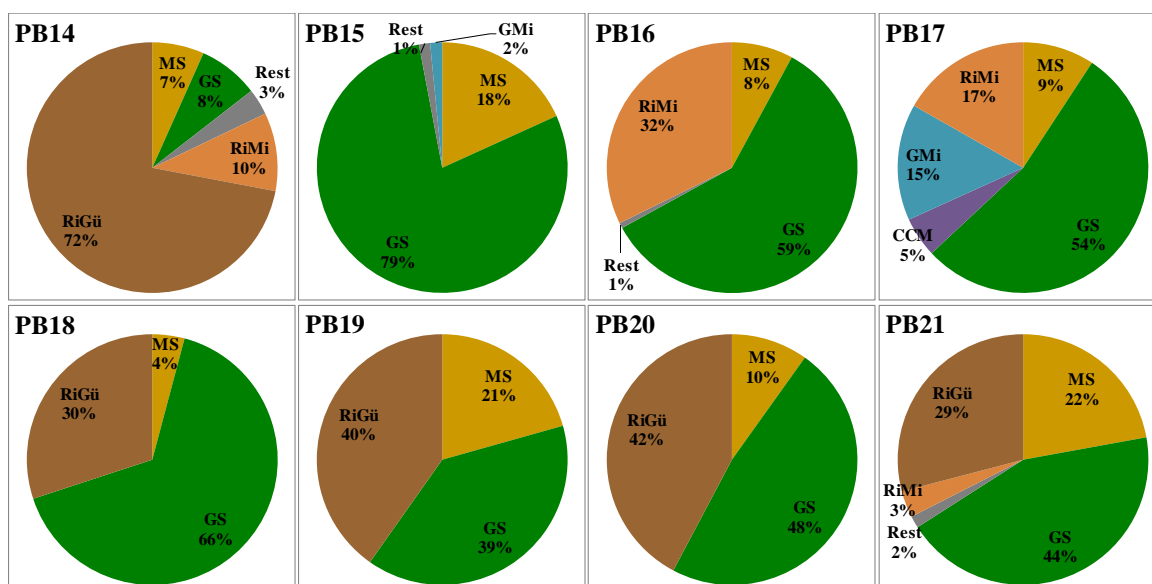 PB14
MS
7%
GS
8%
Rest
3%
RiMi
10%
RiGü
72%
PB15
Rest
1%
GMi
2%
MS
18%
GS
79%
PB16
MS
8%
RiMi
32%
GS
59%
Rest
1%
PB17
MS
9%
RiMi
17%
GMi
15%
CCM
5%
GS
54%
PB18
MS
4%
RiGü
30%
GS
66%
PB19
MS
21%
RiGü
40%
GS
39%
PB20
MS
10%
RiGü
42%
GS
48%
PB21
MS
22%
RiGü
29%
RiMi
3%
Rest
2%
GS
44%